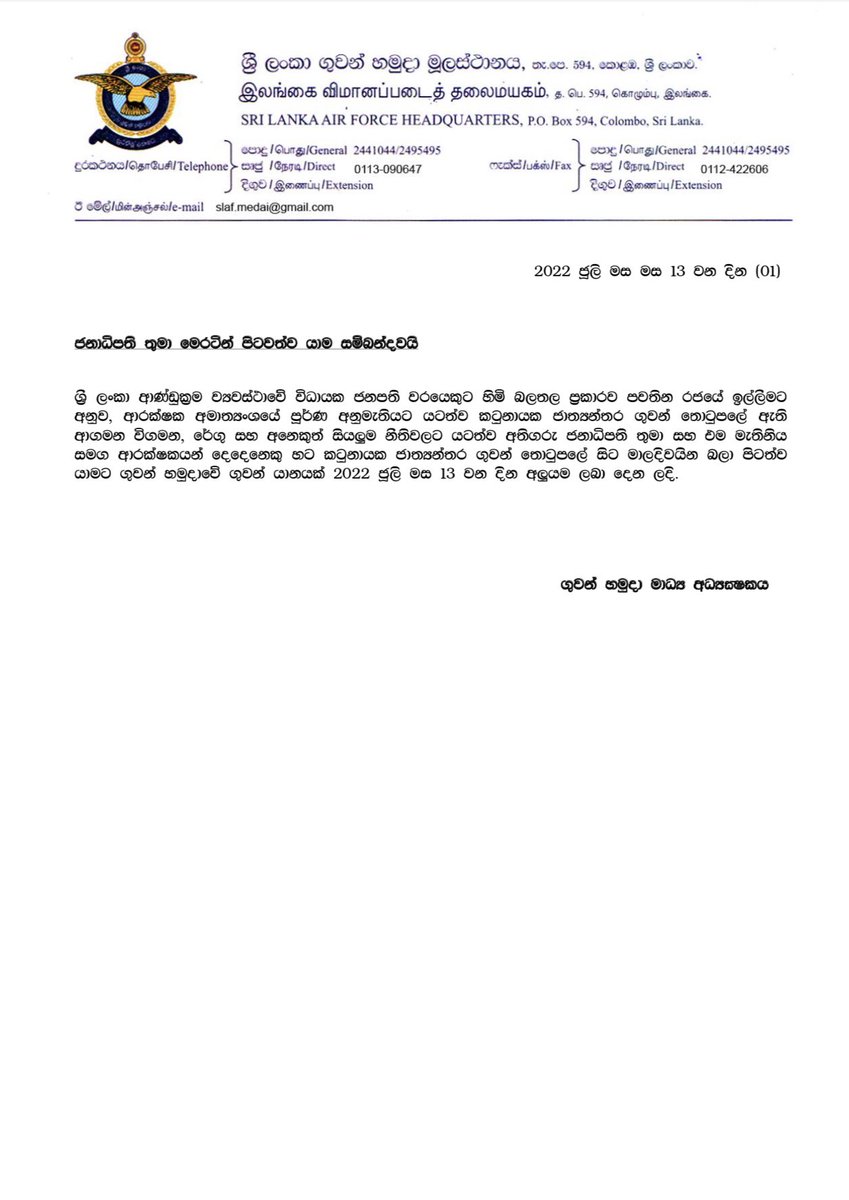 ශ්‍රී ලංකා ගුවන් හමුදා මූලස්ථානය, තැ.පෙ. 594, කොළඹ, ශ්‍රී ලංකාව.
இலங்கை விமானப்படைத் தலைமயகம், த. பெ. 594, கொழும்பு, இலங்கை.
SRI LANKA AIR FORCE HEADQUARTERS, P.O. Box 594, Colombo, Sri Lanka.
දුරකථනය/தொபேசி/Telephone
පොදු/பொது/General 2441044/2495495
ඍජු /நேரடி/Direct 0113-090647
දිගුව/இணைப்பு/Extension
ෆැක්ස්/பக்ஸ்/Fax
පොදු /பொது/General 2441044/2495495
ඍජු /நேரடி/Direct 0112-422606
දිගුව/இணைப்பு/Extension
ඊ මේල්/மின்அஞ்சல்/e-mail slaf.medai@gmail.com
2022 ජූලි මස මස 13 වන දින (01)
ජනාධිපති තුමා මෙරටින් පිටවත්ව යාම සම්බන්දවයි
ශ්‍රී ලංකා ආණ්ඩුක්‍රම ව්‍යවස්ථාවේ විධායක ජනපති වරයෙකුට හිමි බලතල ප්‍රකාරව පවතින රජයේ ඉල්ලීමට
අනුව, ආරක්ෂක අමාත්‍යංශයේ පූර්ණ අනුමැතියට යටත්ව කටුනායක ජාත්‍යන්තර ගුවන් තොටුපලේ ඇති
ආගමන විගමන, රේගු සහ අනෙකුත් සියලුම නීතිවලට යටත්ව අතිගරු ජනාධිපති තුමා සහ එම මැතිනිය
සමග ආරක්ෂකයන් දෙදෙනෙකු හට කටුනායක ජාත්‍යන්තර ගුවන් තොටුපලේ සිට මාලදිවයින බලා පිටත්ව
යාමට ගුවන් හමුදාවේ ගුවන් යානයක් 2022 ජූලි මස 13 වන දින අලුයම ලබා දෙන ලදි.
ගුවන් හමුදා මාධ්‍ය අධ්‍යක්ෂකය